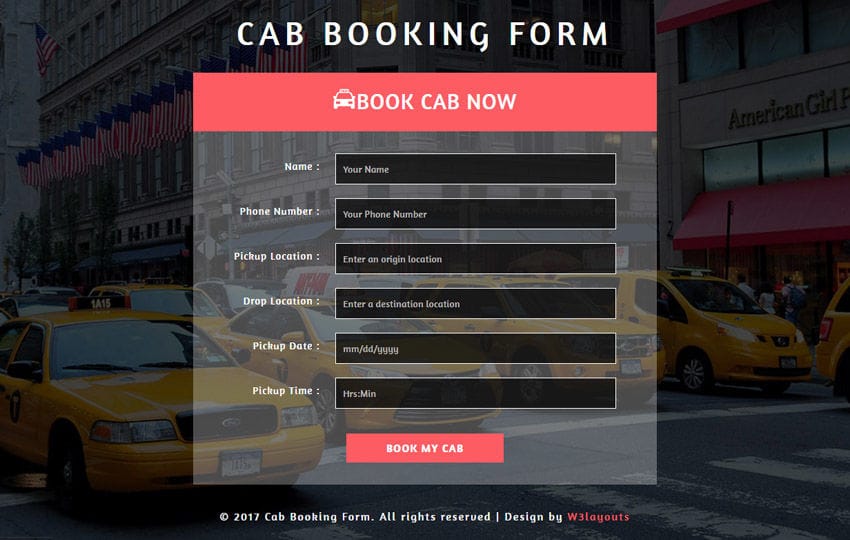 CAB BOOKING FORM
BOOK CAB NOW
American Girl P
Name :
Your Name
Phone Number :
Your Phone Number
Pickup Location :
Enter an origin location
Drop Location :
Enter a destination location
1A15
Pickup Date :
mm/dd/yyyy
Pickup Time :
Hrs:Min
BOOK MY CAB
© 2017 Cab Booking Form. All rights reserved | Design by W3layouts